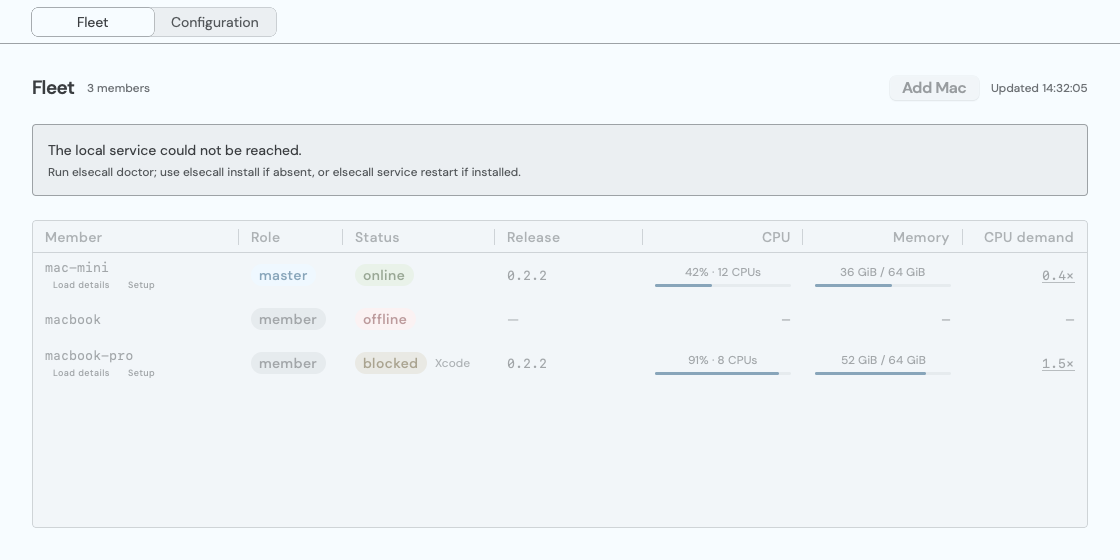 Fleet Configuration
Fleet 3 members Add Mac Updated 14:32:05
The local service could not be reached.
Run elsecall doctor; use elsecall install if absent, or elsecall service restart if installed.
Member Role Status Release CPU Memory CPU demand
mac-mini master online 0.2.2 42% · 12 CPUs 36 GiB / 64 GiB 0.4×
Load details Setup
macbook member offline — — — —
macbook-pro member blocked Xcode 0.2.2 91% · 8 CPUs 52 GiB / 64 GiB 1.5×
Load details Setup